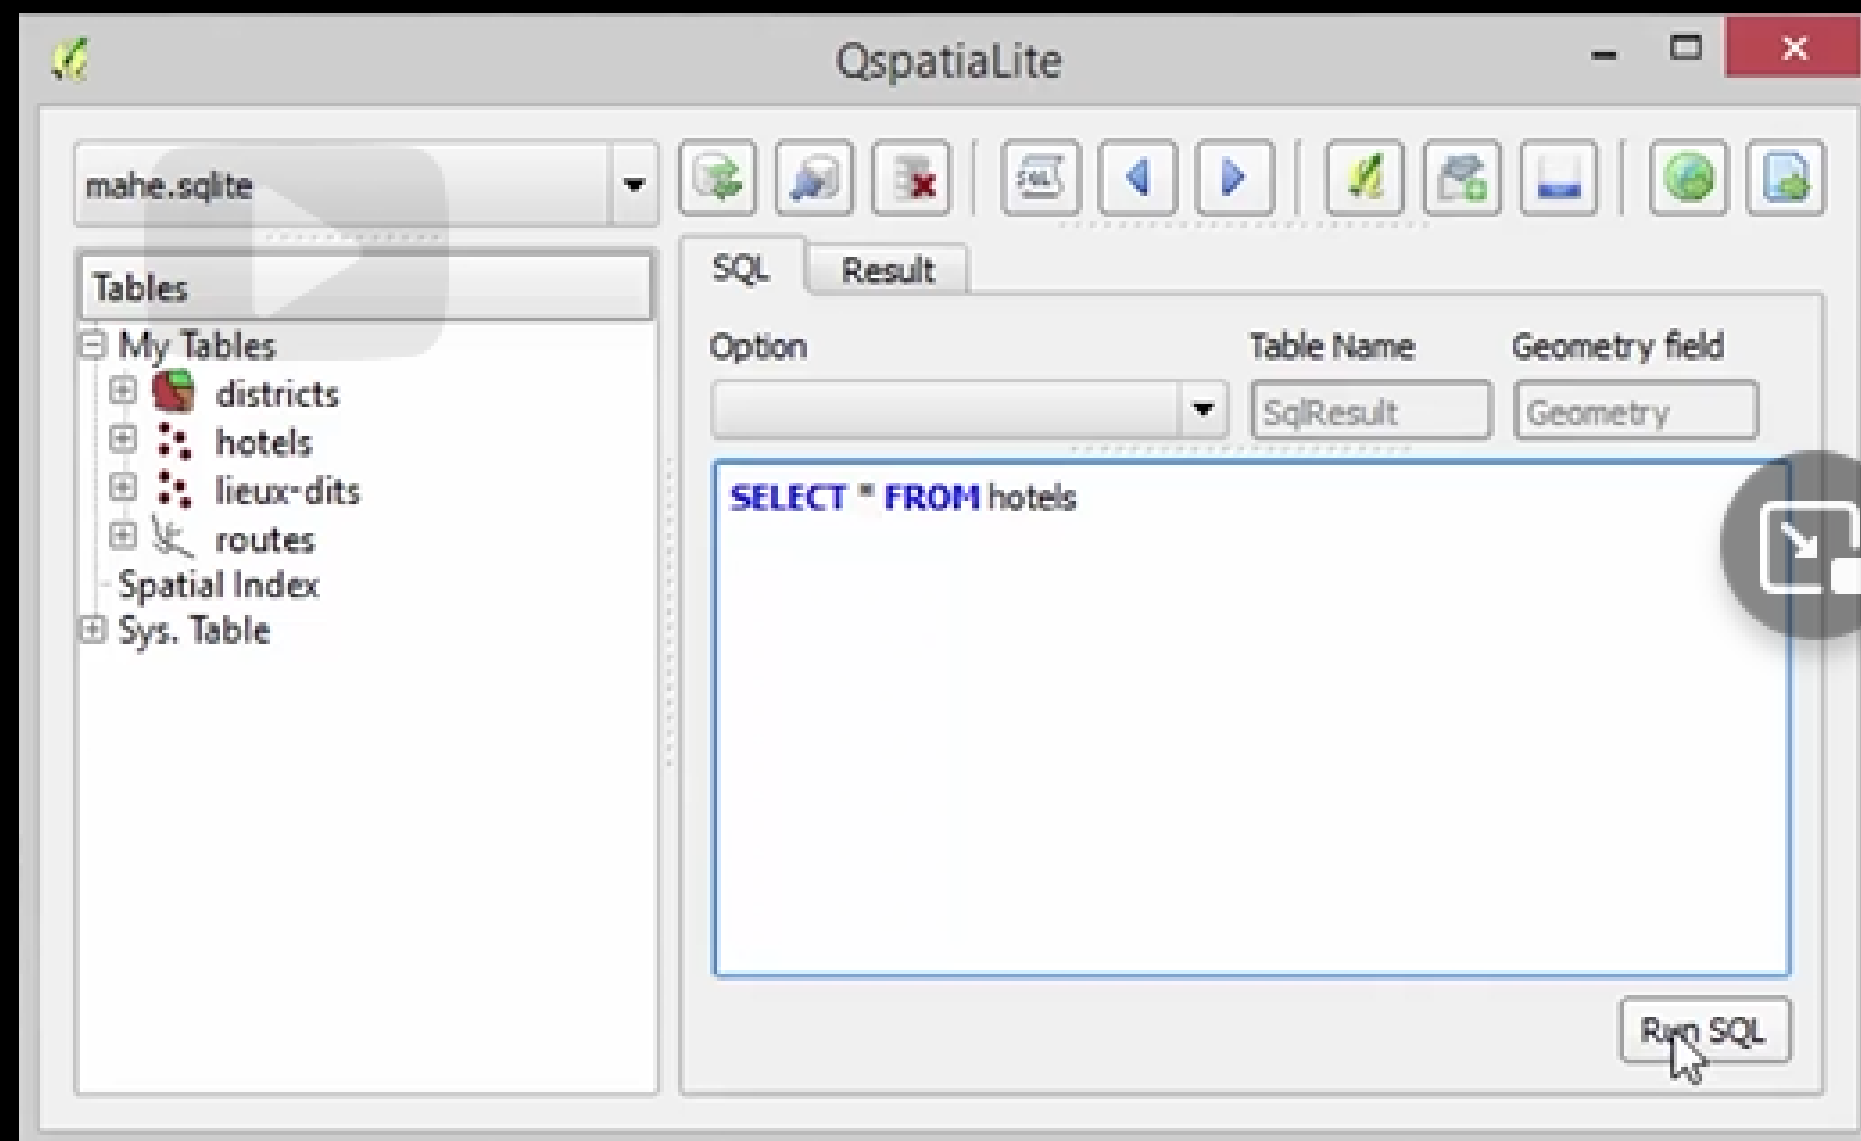 QspatiaLite
mahe.sqlite
SQL
Tables
SQL Result
My Tables
Option Table Name Geometry field
districts
SqlResult Geometry
hotels
lieux-dits
SELECT * FROM hotels
routes
Spatial Index
Sys. Table
Run SQL